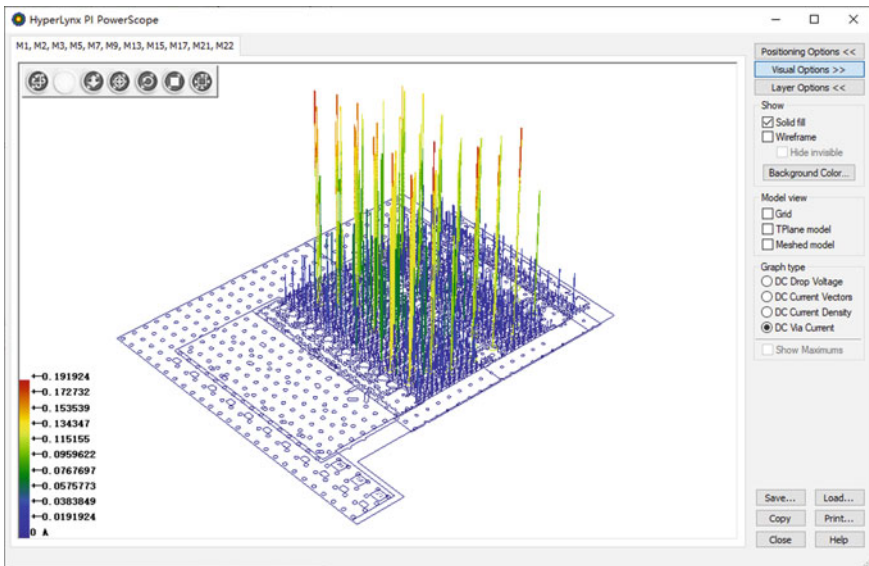 HyperLynx PI PowerScope
M1, M2, M3, M5, M7, M9, M13, M15, M17, M21, M22
Positioning Options <<
Visual Options >>
Layer Options <<
Show
Solid fill
Wireframe
Hide invisible
Background Color...
Model view
Grid
TPlane model
Meshed model
Graph type
DC Drop Voltage
DC Current Vectors
DC Current Density
DC Via Current
Show Maximums
0.191924
0.172732
0.153539
0.134347
0.115155
0.0959622
0.0767697
0.0575773
0.0383849
0.0191924
0 A
Save... Load...
Copy Print...
Close Help